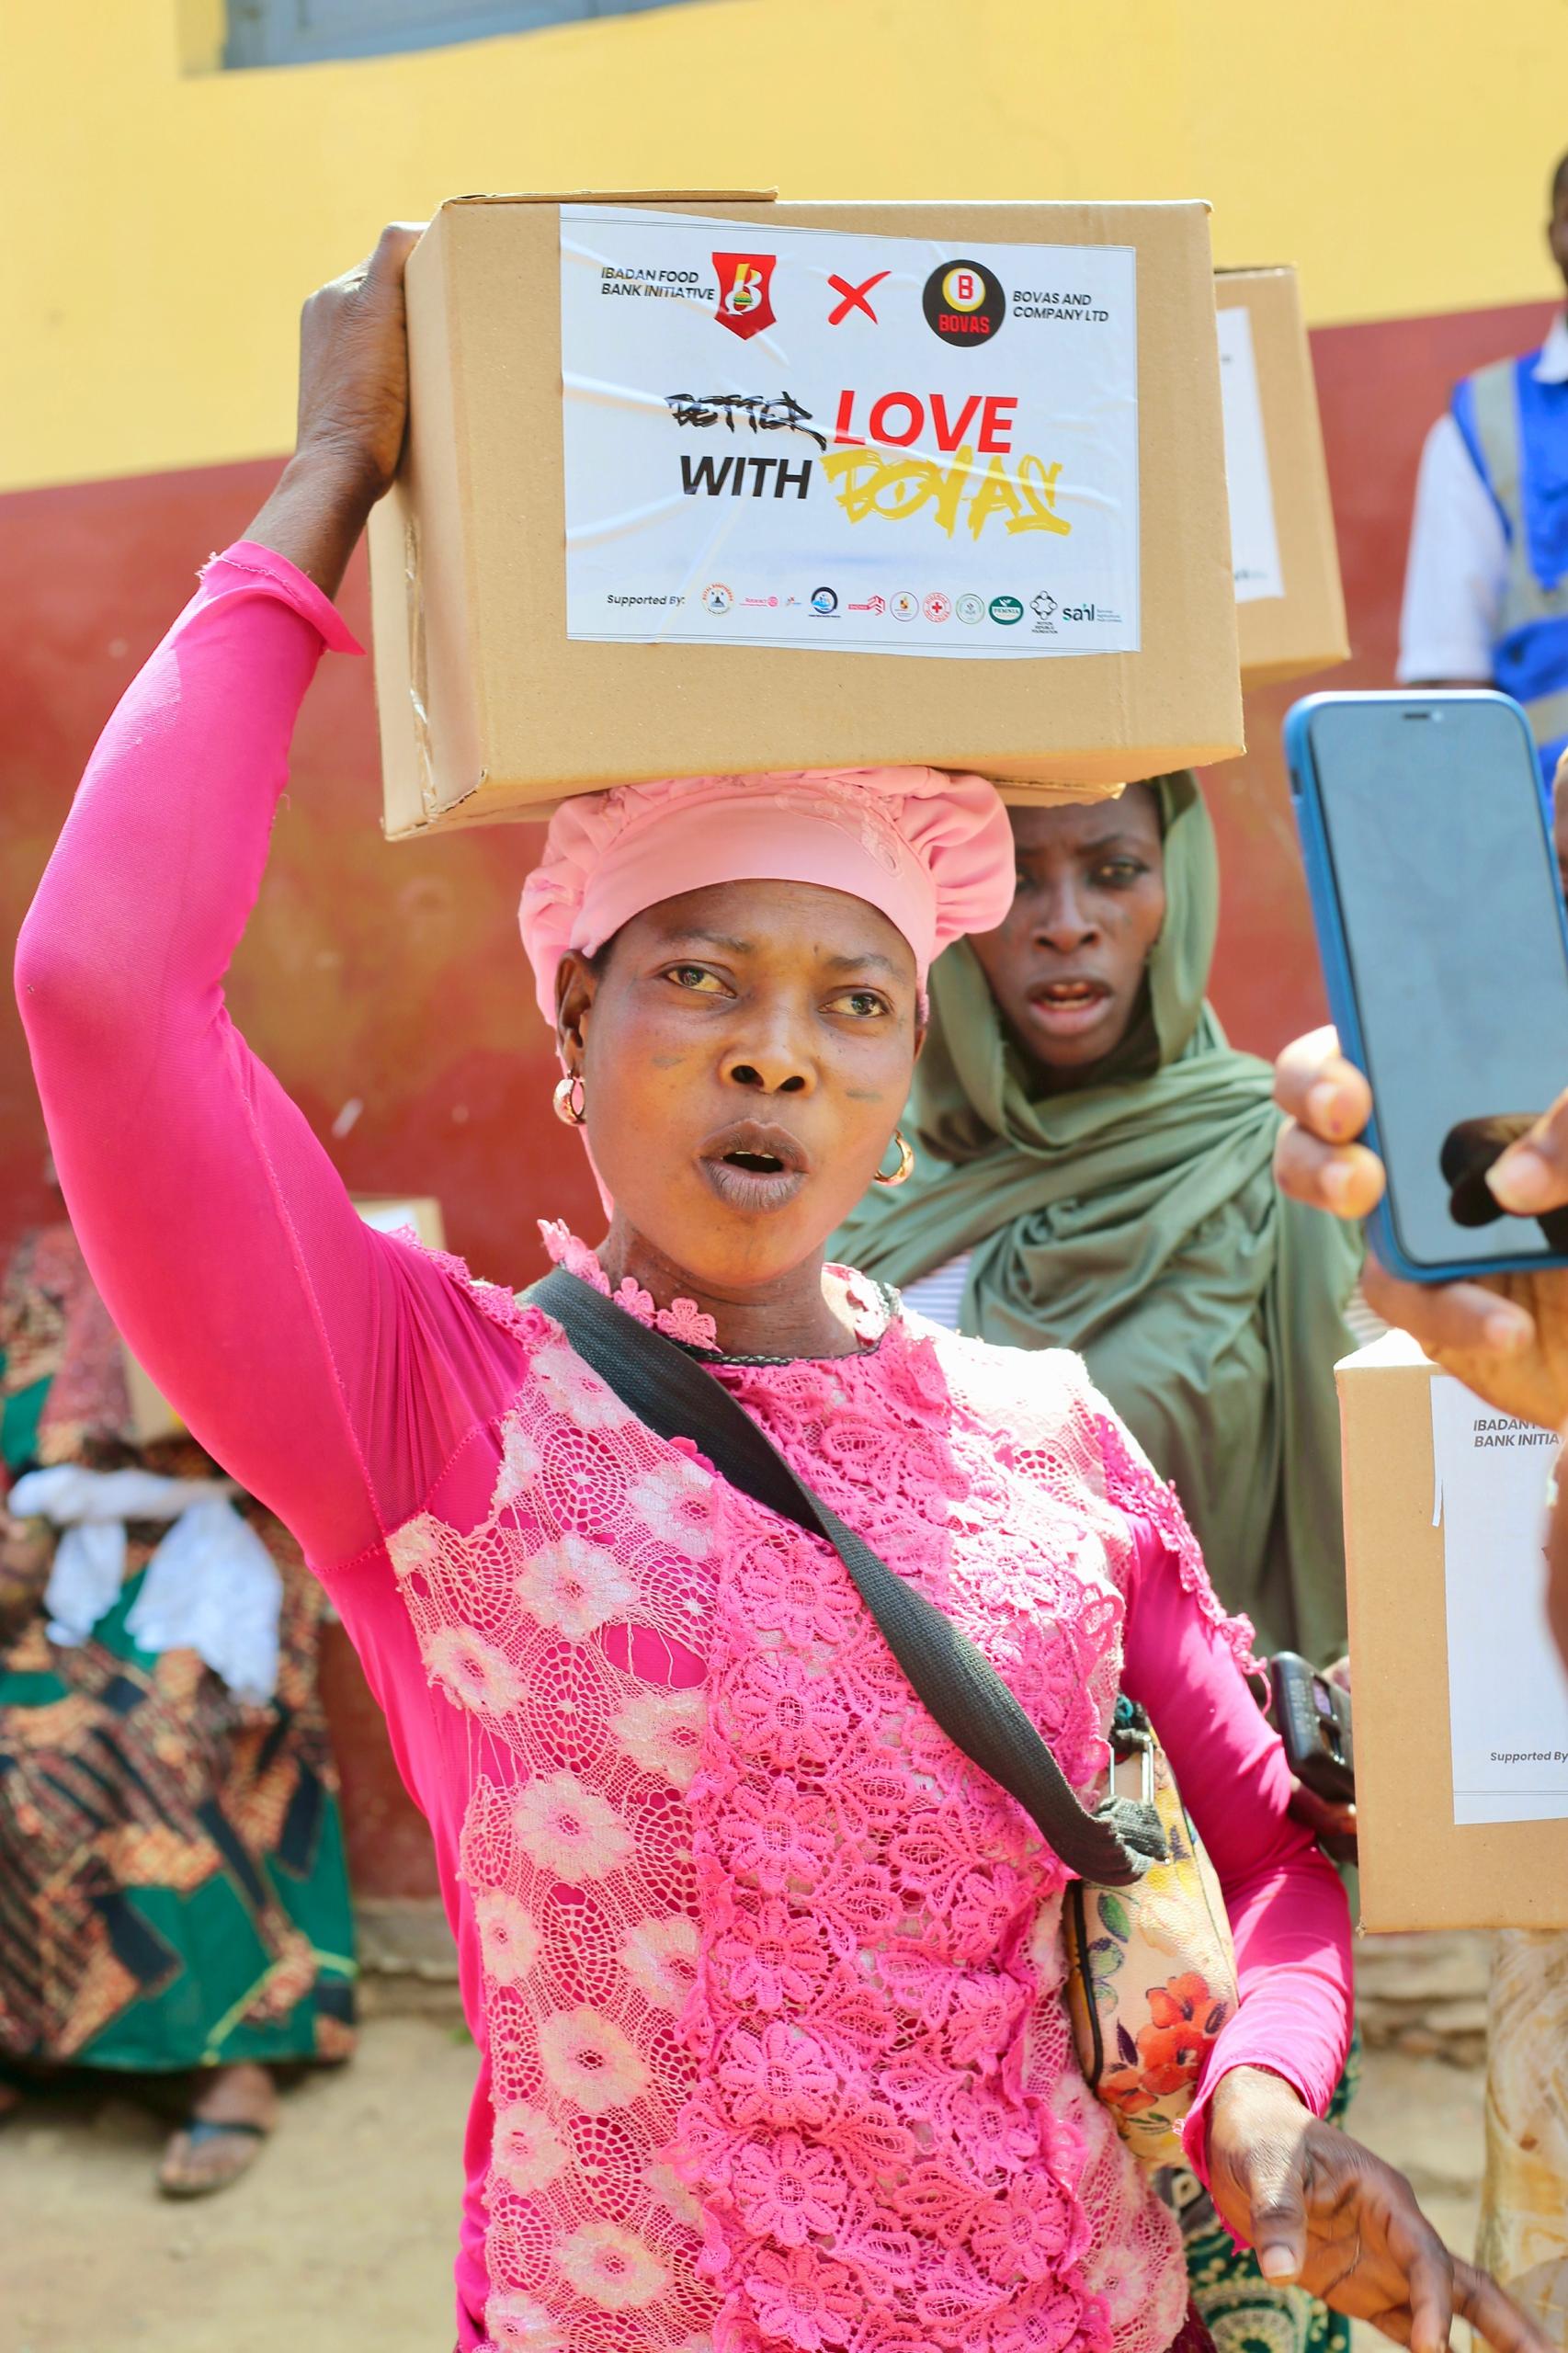 IBADAN FOOD
BANK INITIATIVE
B
BOVAS
BOVAS AND
COMPANY LTD
BETTER LOVE
WITH BOVAS
Supported By:
sahl
IBADAN
BANK INITIA
Supported By